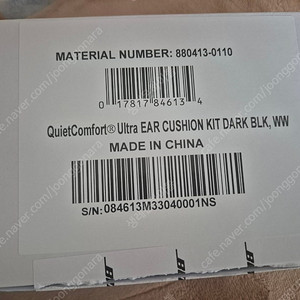 MATERIAL NUMBER: 880413-0110
0 17817 84613 4
QuietComfort® Ultra EAR CUSHION KIT DARK BLK, WW
MADE IN CHINA
S/N: 084613M33040001NS